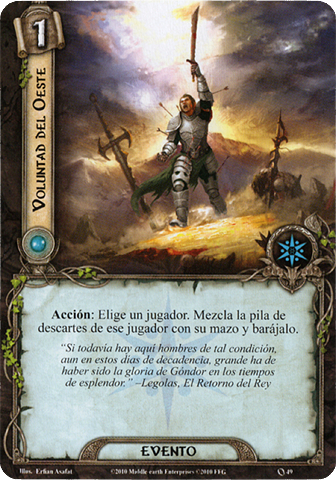 1
VOLUNTAD DEL OESTE
Acción: Elige un jugador. Mezcla la pila de
descartes de ese jugador con su mazo y barájalo.
“Si todavía hay aquí hombres de tal condición,
aun en estos días de decadencia, grande ha de
haber sido la gloria de Góndor en los tiempos
de esplendor.” –Legolas, El Retorno del Rey
EVENTO
Illus. Erfian Asafat
©2010 Middle earth Enterprises ©2010 FFG
49